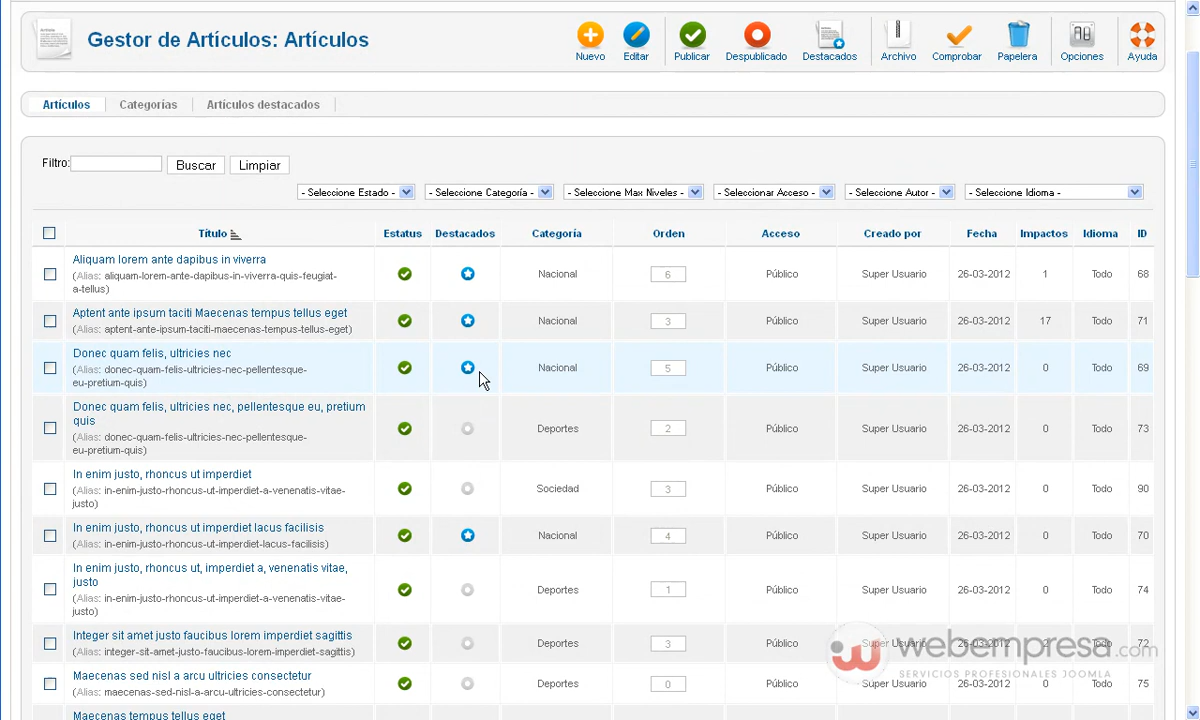 Gestor de Artículos: Artículos
Nuevo Editar Publicar Despublicado Destacados Archivo Comprobar Papelera Opciones Ayuda
Artículos Categorías Artículos destacados
Filtro: Buscar Limpiar
- Seleccione Estado - - Seleccione Categoría - - Seleccione Max Niveles - - Seleccionar Acceso - - Seleccione Autor - - Seleccione Idioma -
Título Estatus Destacados Categoría Orden Acceso Creado por Fecha Impactos Idioma ID
Aliquam lorem ante dapibus in viverra
(Alias: aliquam-lorem-ante-dapibus-in-viverra-quis-feugiat-
a-tellus)
Nacional 6 Público Super Usuario 26-03-2012 1 Todo 68
Aptent ante ipsum taciti Maecenas tempus tellus eget
(Alias: aptent-ante-ipsum-taciti-maecenas-tempus-tellus-eget)
Nacional 3 Público Super Usuario 26-03-2012 17 Todo 71
Donec quam felis, ultricies nec
(Alias: donec-quam-felis-ultricies-nec-pellentesque-
eu-pretium-quis)
Nacional 5 Público Super Usuario 26-03-2012 0 Todo 69
Donec quam felis, ultricies nec, pellentesque eu, pretium
quis
(Alias: donec-quam-felis-ultricies-nec-pellentesque-
eu-pretium-quis)
Deportes 2 Público Super Usuario 26-03-2012 0 Todo 73
In enim justo, rhoncus ut imperdiet
(Alias: in-enim-justo-rhoncus-ut-imperdiet-a-venenatis-vitae-
justo)
Sociedad 3 Público Super Usuario 26-03-2012 0 Todo 90
In enim justo, rhoncus ut imperdiet lacus facilisis
(Alias: in-enim-justo-rhoncus-ut-imperdiet-lacus-facilisis)
Nacional 4 Público Super Usuario 26-03-2012 0 Todo 70
In enim justo, rhoncus ut, imperdiet a, venenatis vitae,
justo
(Alias: in-enim-justo-rhoncus-ut-imperdiet-a-venenatis-vitae-
justo)
Deportes 1 Público Super Usuario 26-03-2012 0 Todo 74
Integer sit amet justo faucibus lorem imperdiet sagittis
(Alias: integer-sit-amet-justo-faucibus-lorem-imperdiet-sagittis)
Deportes 3 Público Super Usuario 26-03-2012 2 Todo 72
webempresa.com
SERVICIOS PROFESIONALES JOOMLA
Maecenas sed nisl a arcu ultricies consectetur
(Alias: maecenas-sed-nisl-a-arcu-ultricies-consectetur)
Deportes 0 Público Super Usuario 26-03-2012 0 Todo 75
Maecenas tempus tellus eget